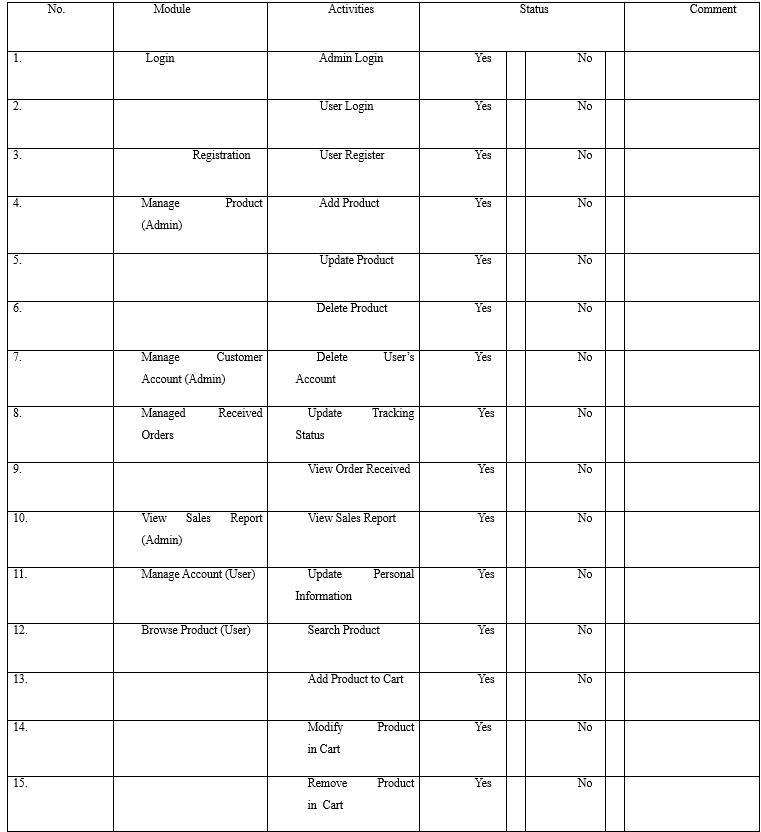 No. Module Activities Status Comment
1. Login Admin Login Yes No
2. User Login Yes No
3. Registration User Register Yes No
4. Manage Product Add Product Yes No
(Admin)
5. Update Product Yes No
6. Delete Product Yes No
7. Manage Customer Delete User's Yes No
Account (Admin) Account
8. Managed Received Update Tracking Yes No
Orders Status
9. View Order Received Yes No
10. View Sales Report View Sales Report Yes No
(Admin)
11. Manage Account (User) Update Personal Yes No
Information
12. Browse Product (User) Search Product Yes No
13. Add Product to Cart Yes No
14. Modify Product Yes No
in Cart
15. Remove Product Yes No
in Cart